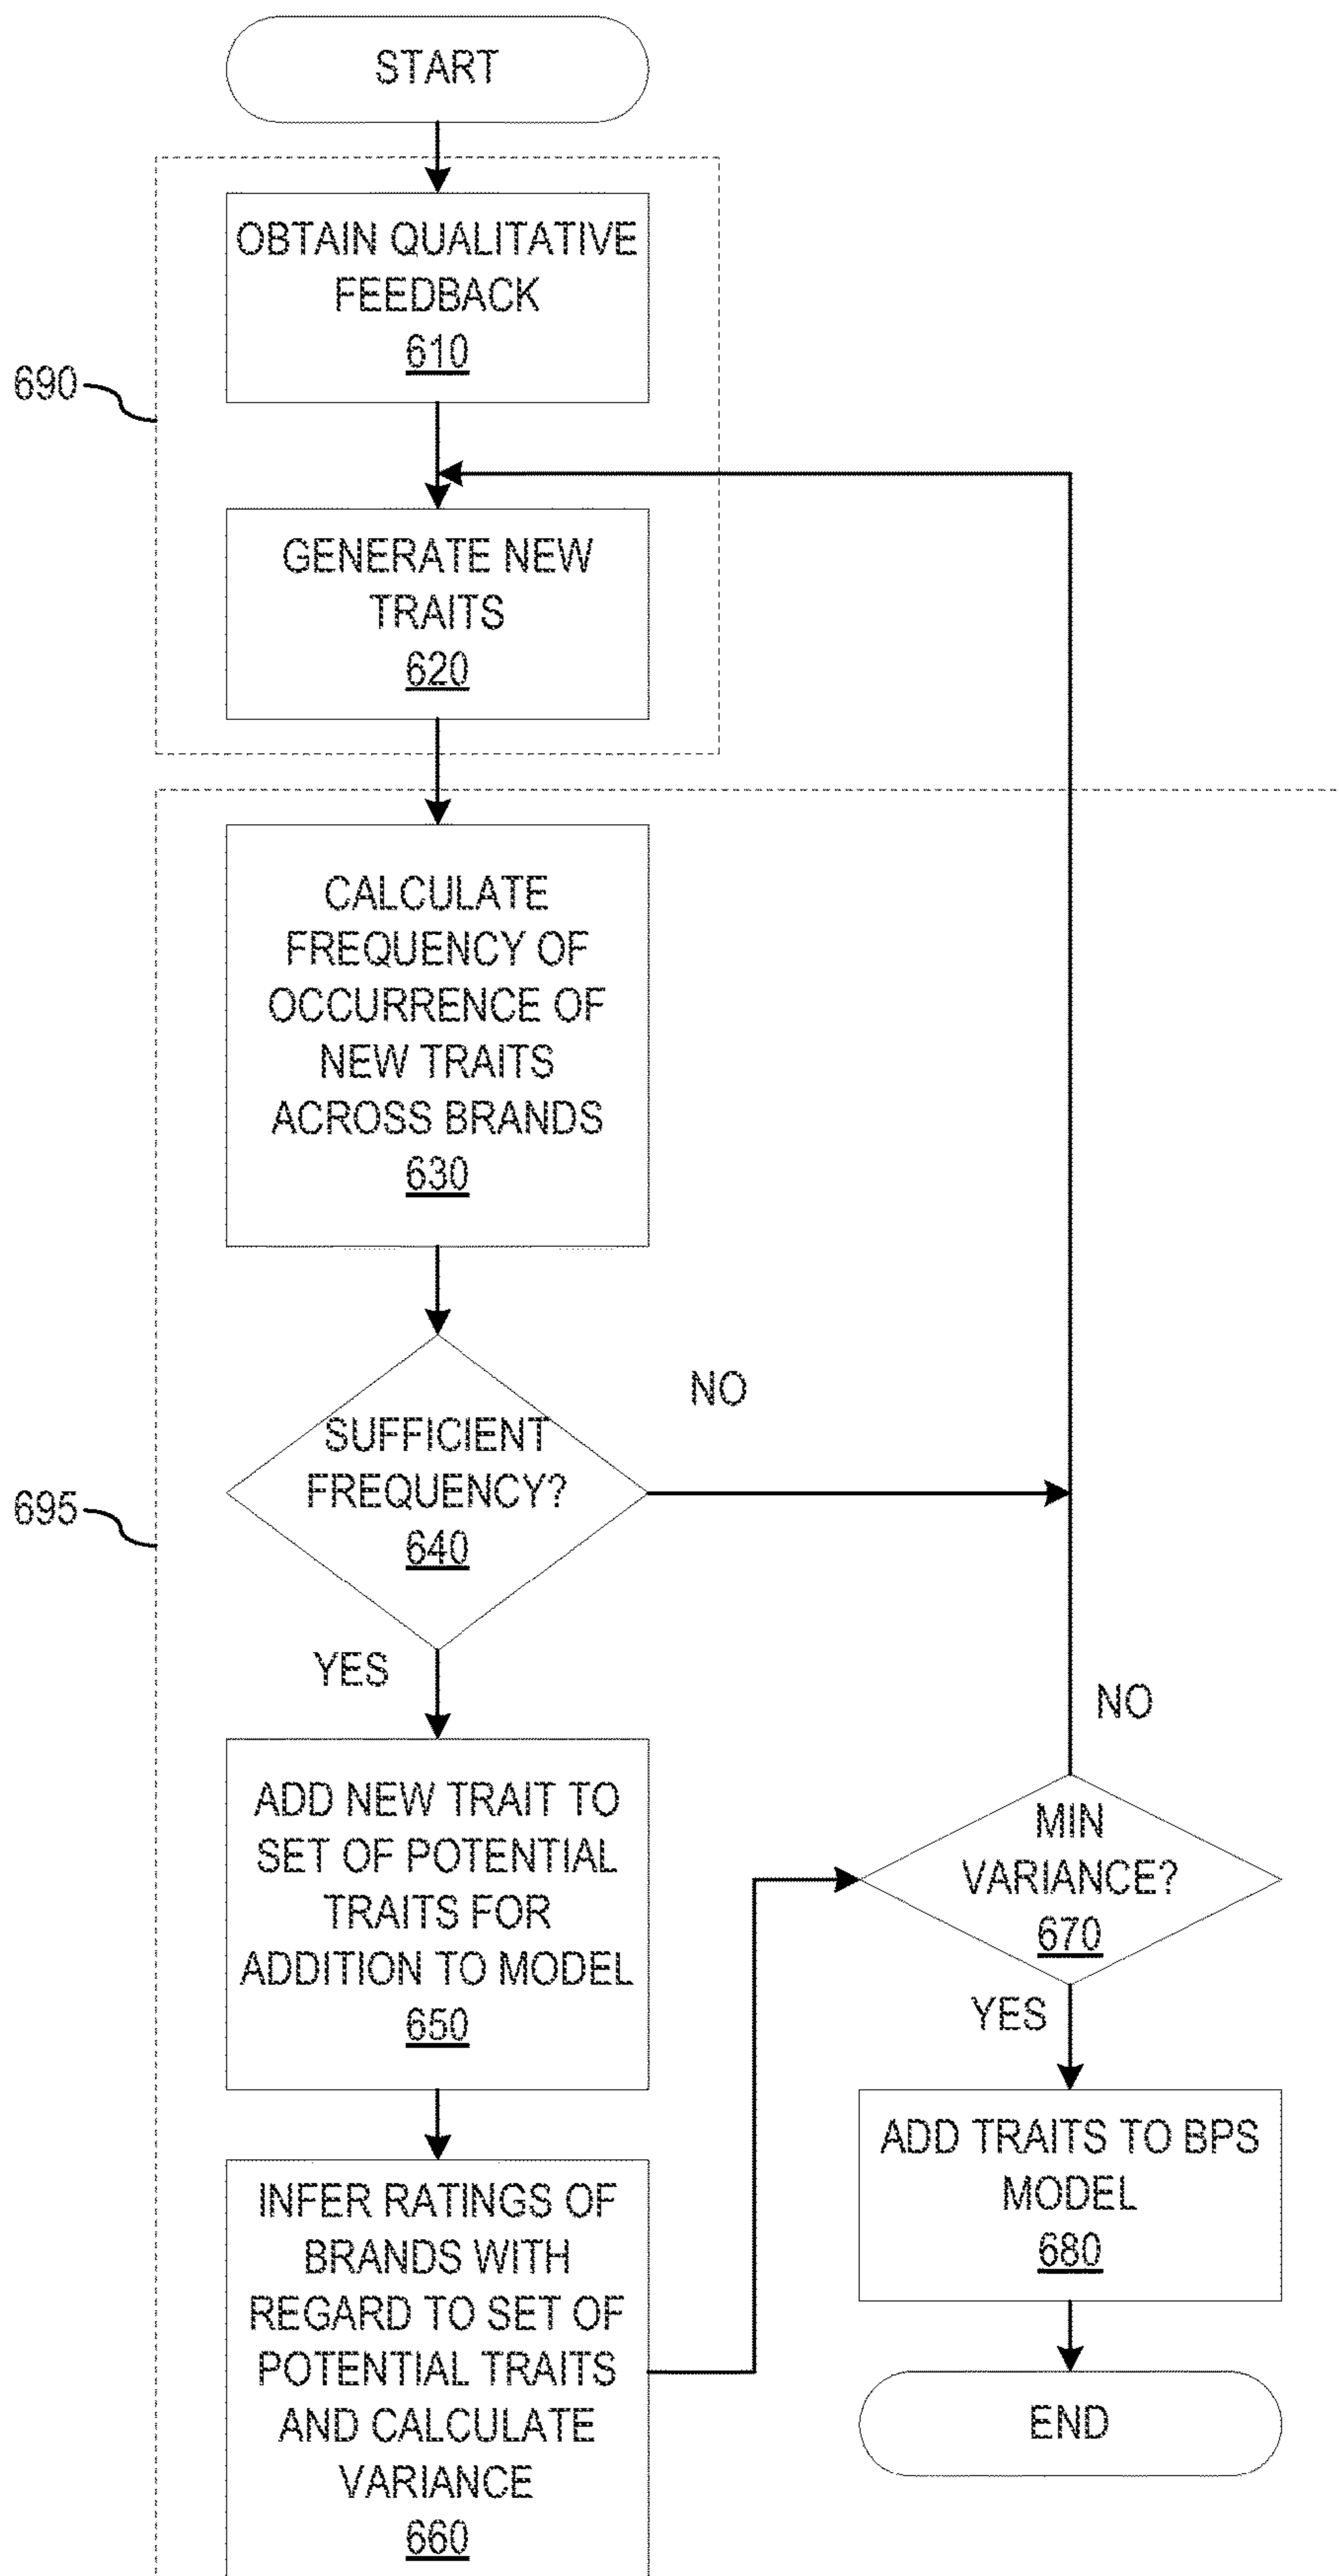 START
OBTAIN QUALITATIVE
FEEDBACK
610
690
GENERATE NEW
TRAITS
620
CALCULATE
FREQUENCY OF
OCCURRENCE OF
NEW TRAITS
ACROSS BRANDS
630
NO
SUFFICIENT
FREQUENCY?
640
695
YES
ADD NEW TRAIT TO
SET OF POTENTIAL
TRAITS FOR
ADDITION TO MODEL
650
INFER RATINGS OF
BRANDS WITH
REGARD TO SET OF
POTENTIAL TRAITS
AND CALCULATE
VARIANCE
660
NO
MIN
VARIANCE?
670
YES
ADD TRAITS TO BPS
MODEL
680
END